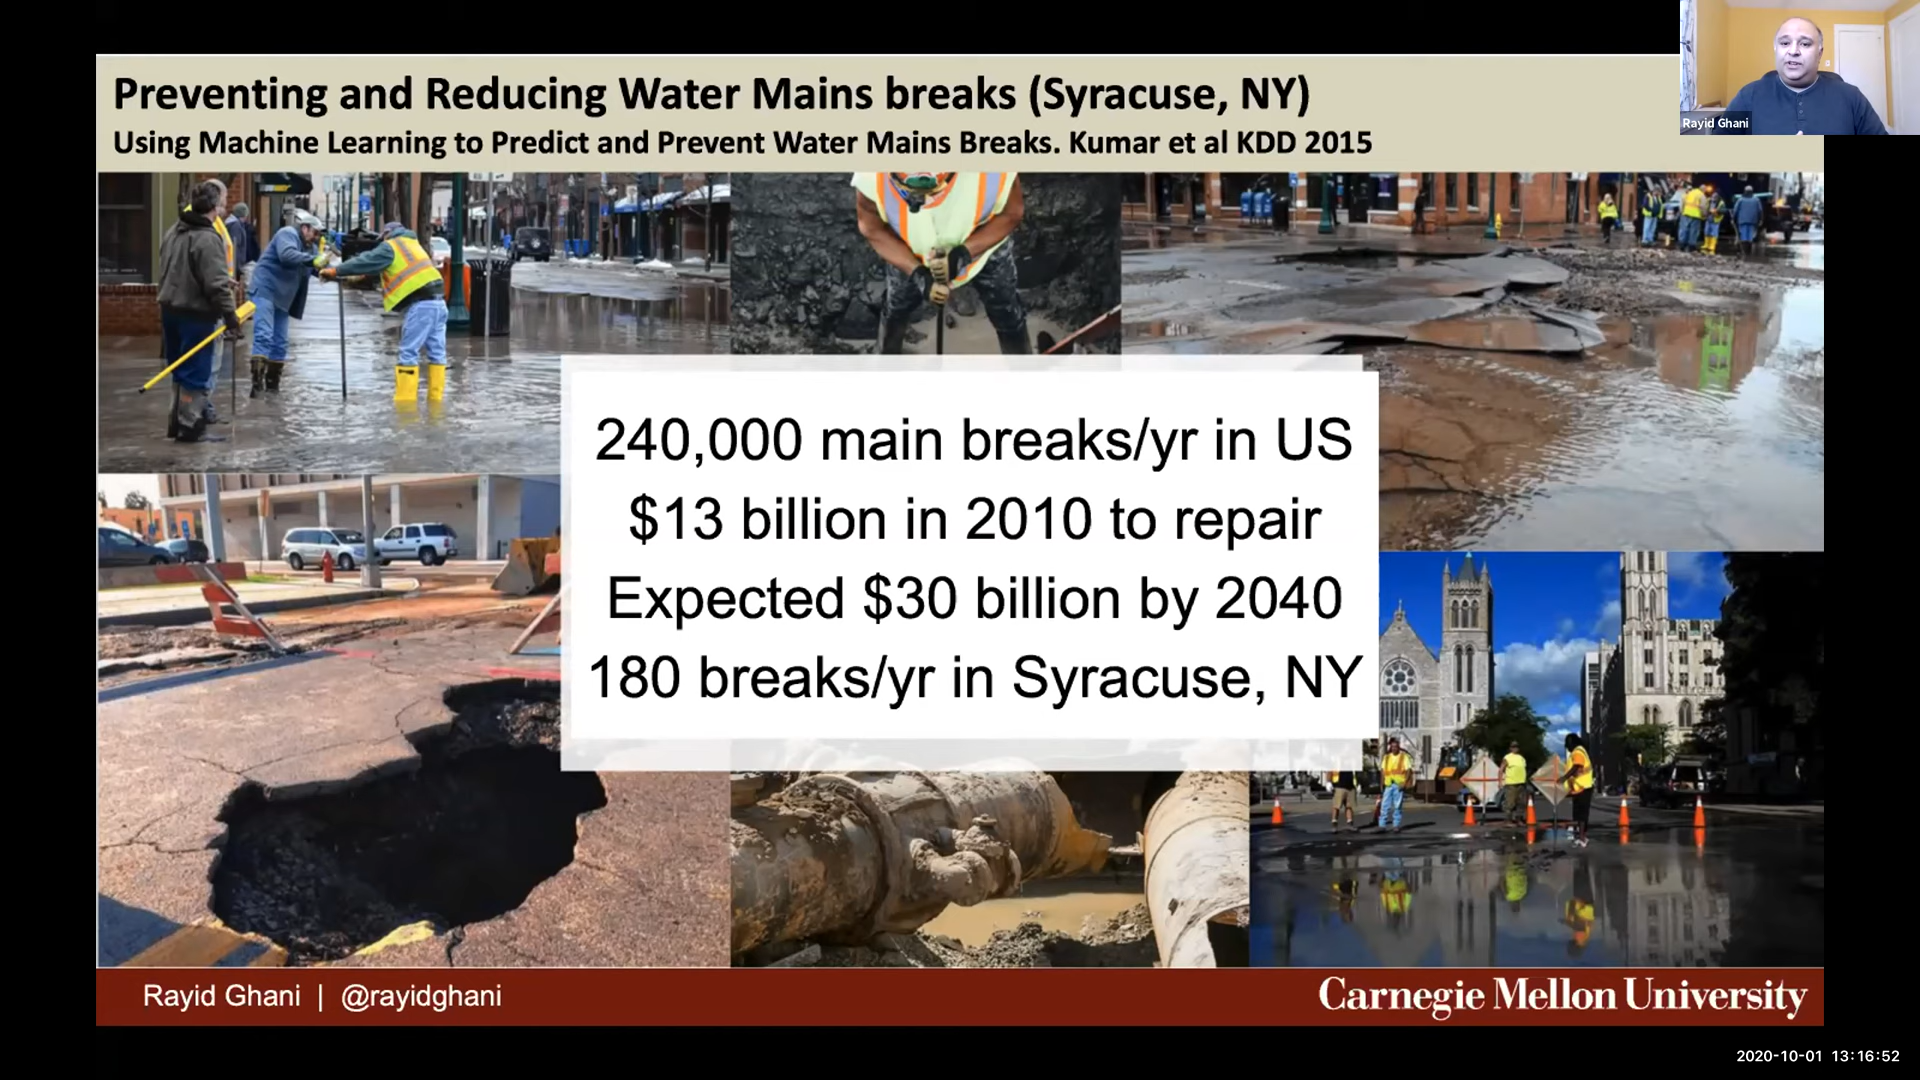 Preventing and Reducing Water Mains breaks (Syracuse, NY)
Using Machine Learning to Predict and Prevent Water Mains Breaks. Kumar et al KDD 2015
Rayid Ghani
240,000 main breaks/yr in US
$13 billion in 2010 to repair
Expected $30 billion by 2040
180 breaks/yr in Syracuse, NY
Rayid Ghani | @rayidghani
Carnegie Mellon University
2020-10-01 13:16:52